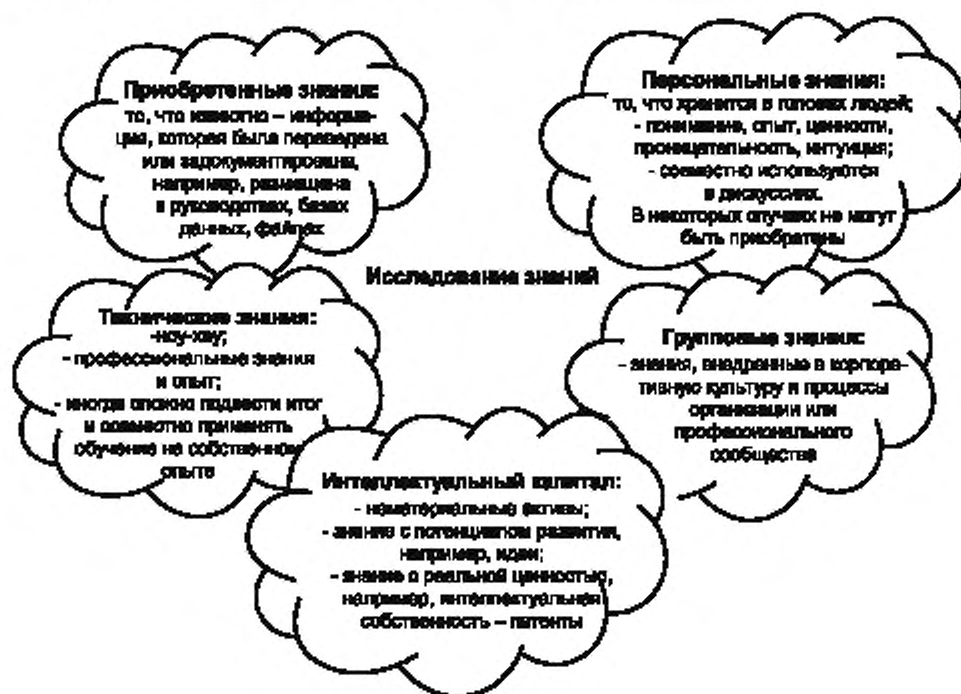 Приобретенные знания:
то, что известно – информа-
ция, которая была переведена
или задокументирована,
например, размещена
в руководствах, базах
данных, файлах
Персональные знания:
то, что хранится в головах людей;
- понимание, опыт, ценности,
проницательность, интуиция;
- совместно используются
в дискуссиях.
В некоторых случаях не могут
быть приобретены
Исследование знаний
Технические знания:
-ноу-хау;
- профессиональные знания
и опыт;
- иногда сложно подвести итог
и совместно применять
обучение на собственном
опыте
Групповые знания:
- знания, внедренные в корпора-
тивную культуру и процессы
организации или
профессионального
сообщества
Интеллектуальный капитал:
- нематериальные активы;
- знание с потенциалом развития,
например, идеи;
- знание с реальной ценностью,
например, интеллектуальная
собственность – патенты